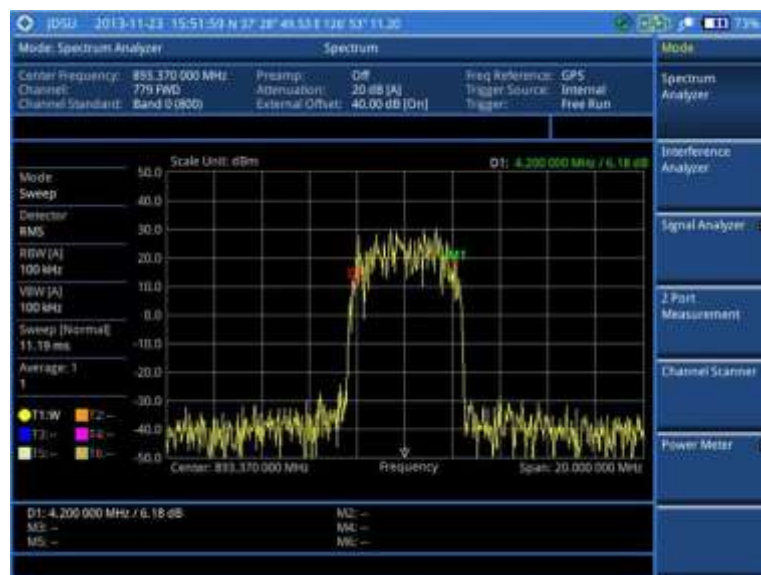 JDSU 2013-11-23 15:51:59 N 37° 28" 49.53 E 126° 53" 11.20 73%
Mode: Spectrum Analyzer Spectrum Mode
Center Frequency: 893.370 000 MHz Preamp: Off Freq Reference: GPS
Channel: 779 FWD Attenuation: 20 dB [A] Trigger Source: Internal
Channel Standard: Band 0 (800) External Offset: 40.00 dB [On] Trigger: Free Run
Spectrum
Analyzer
Interference
Analyzer
Signal Analyzer
2 Port
Measurement
Channel Scanner
Power Meter
Scale Unit: dBm D1: 4.200 000 MHz / 6.18 dB
Mode
Sweep
Detector
RMS
RBW [A]
100 kHz
VBW [A]
100 kHz
Sweep [Normal]
11.19 ms
Average: 1
1
T1:W T2:--
T3:-- T4:--
T5:-- T6:--
50.0
40.0
30.0
20.0
10.0
0.0
-10.0
-20.0
-30.0
-40.0
-50.0
M1
Center: 893.370 000 MHz Frequency Span: 20.000 000 MHz
D1: 4.200 000 MHz / 6.18 dB M2: --
M3: -- M4: --
M5: -- M6: --